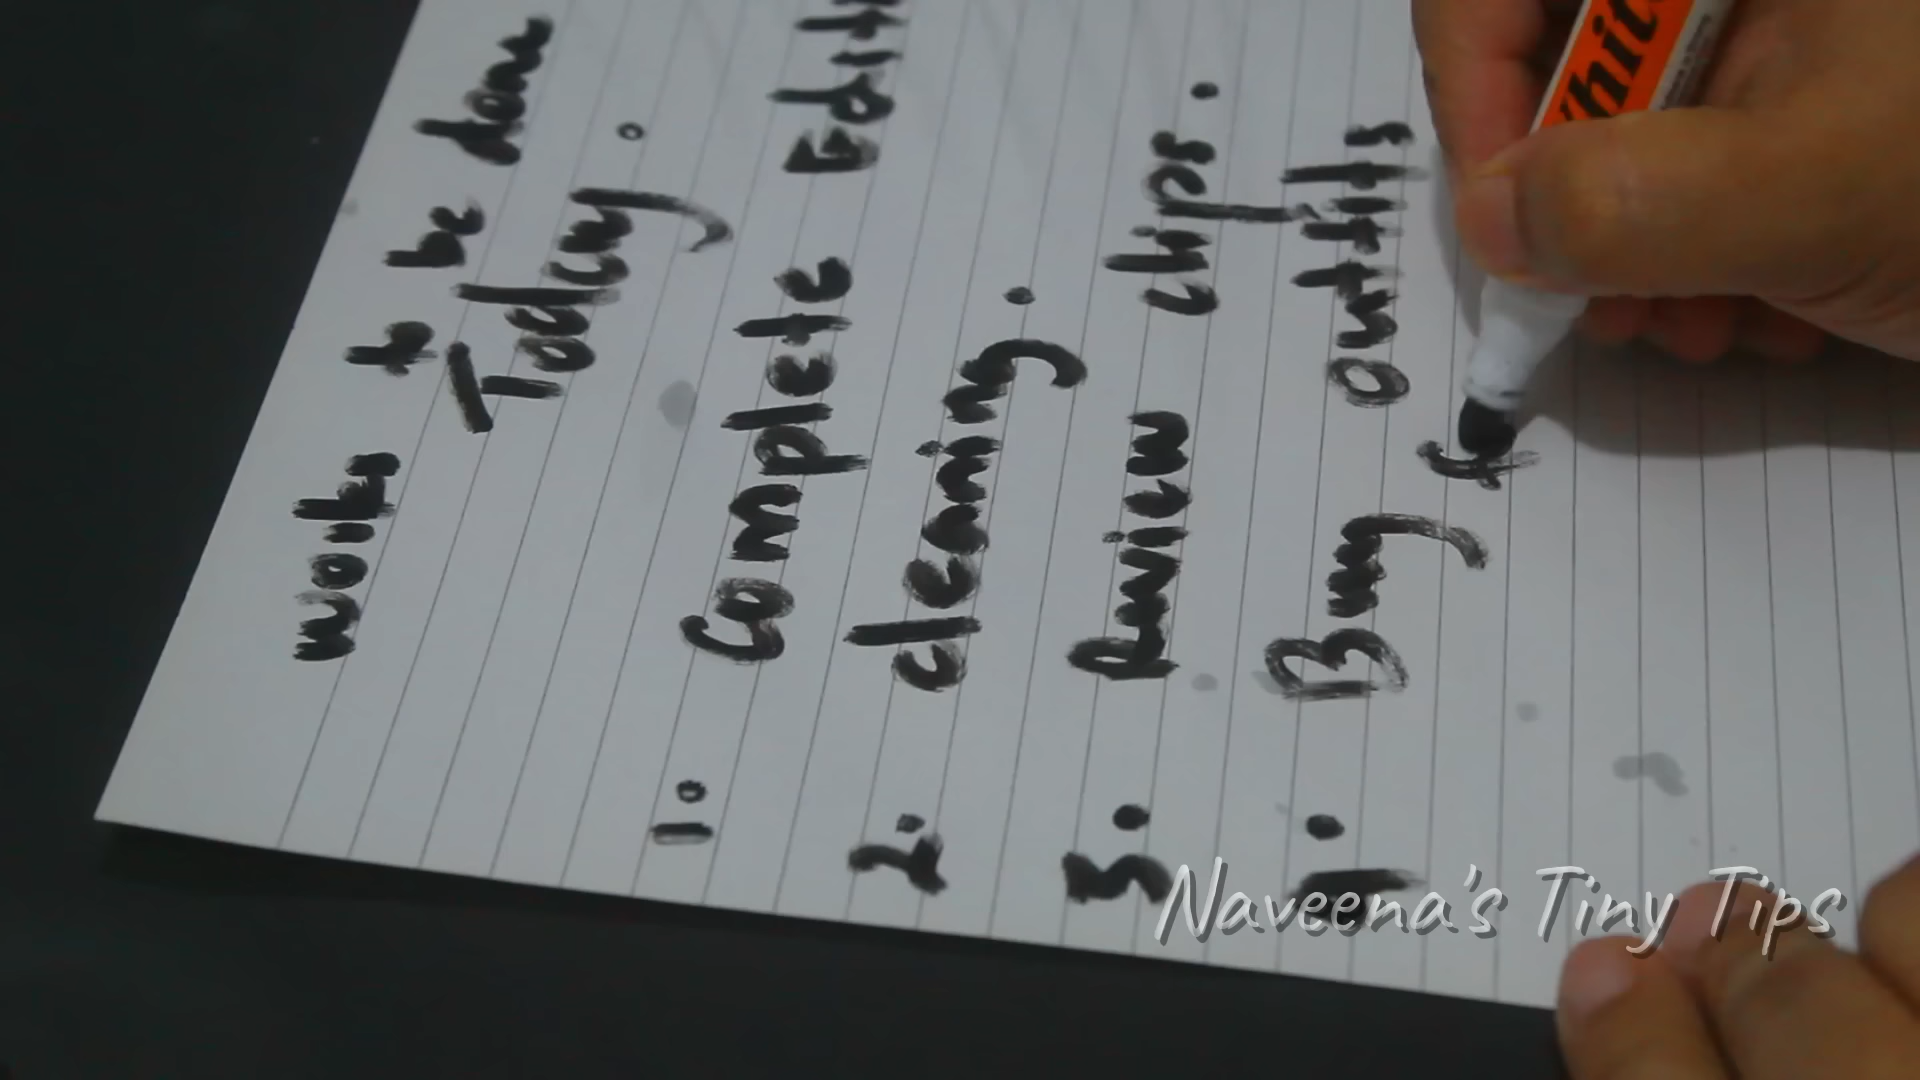 Works to be done
Today.
1. Complete Edit
2. cleaning.
3. Review clips.
4. Buy outfits
f
White
Naveena's Tiny Tips